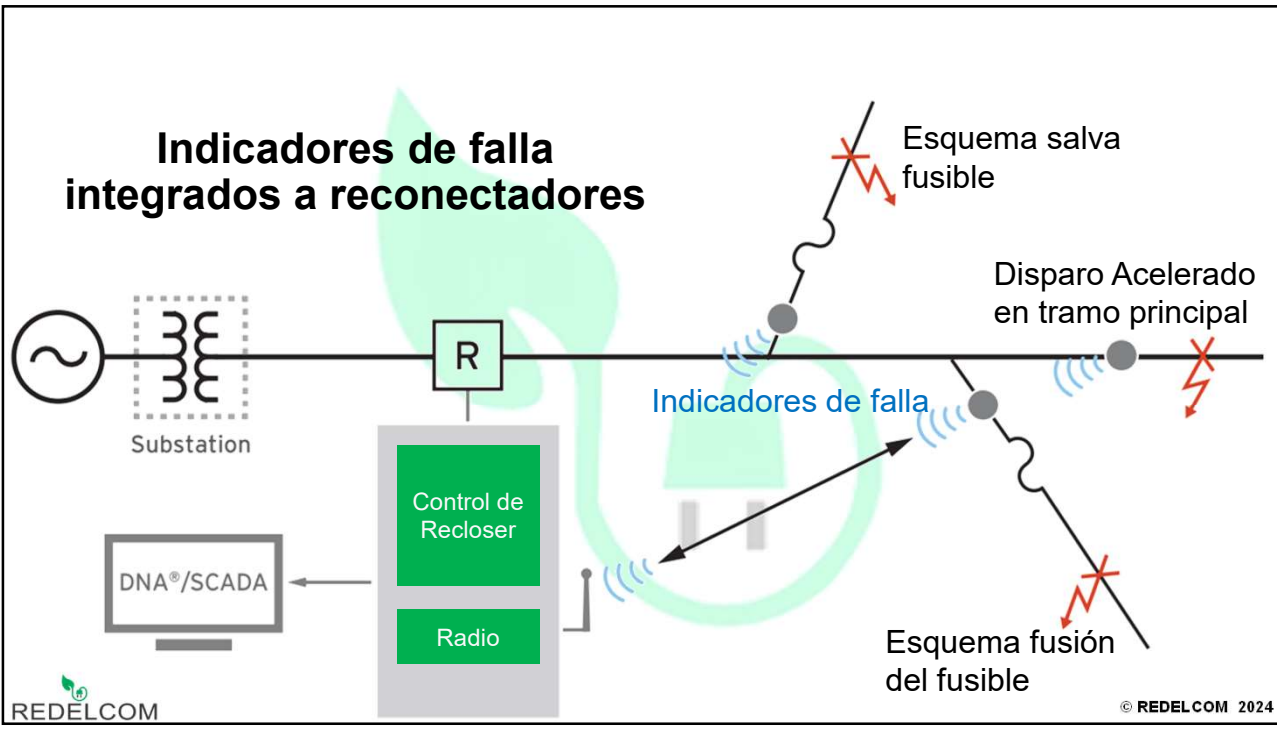 Indicadores de falla
integrados a reconectadores
Esquema salva
fusible
Disparo Acelerado
en tramo principal
R
Indicadores de falla
Substation
Control de
Recloser
DNA®/SCADA
Radio
Esquema fusión
del fusible
REDELCOM
© REDELCOM 2024